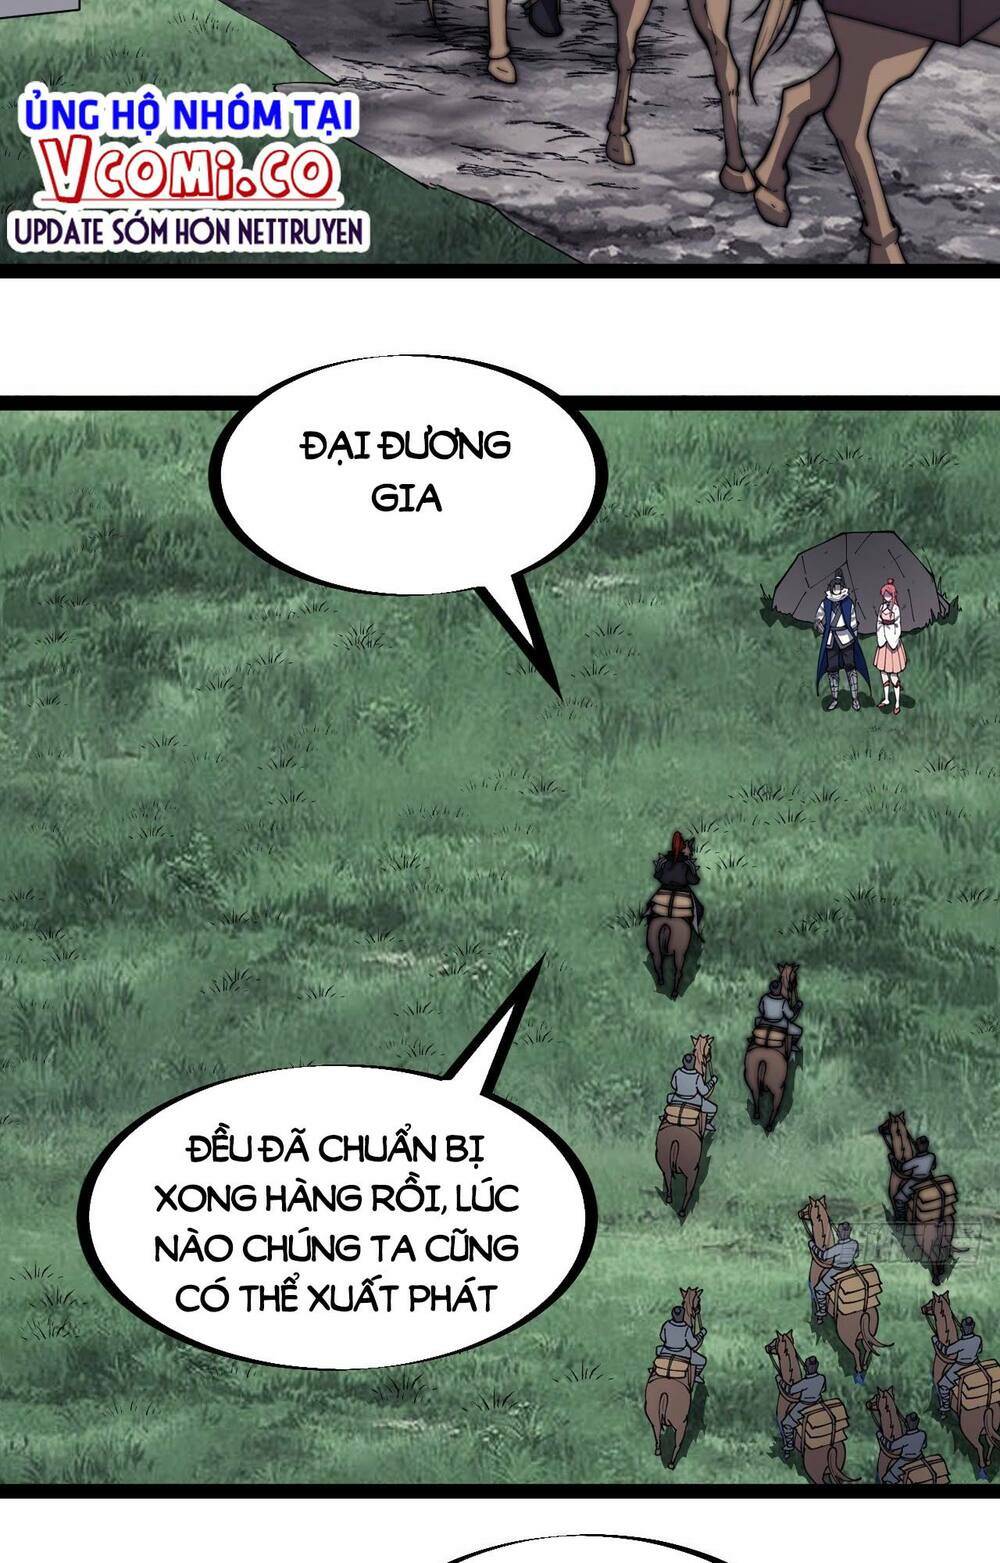 ỦNG HỘ NHÓM TẠI
VCOMI.CO
UPDATE SỚM HƠN NETTRUYEN
ĐẠI ĐƯƠNG
GIA
ĐỀU ĐÃ CHUẨN BỊ
XONG HÀNG RỒI, LÚC
NÀO CHÚNG TA CŨNG
CÓ THỂ XUẤT PHÁT